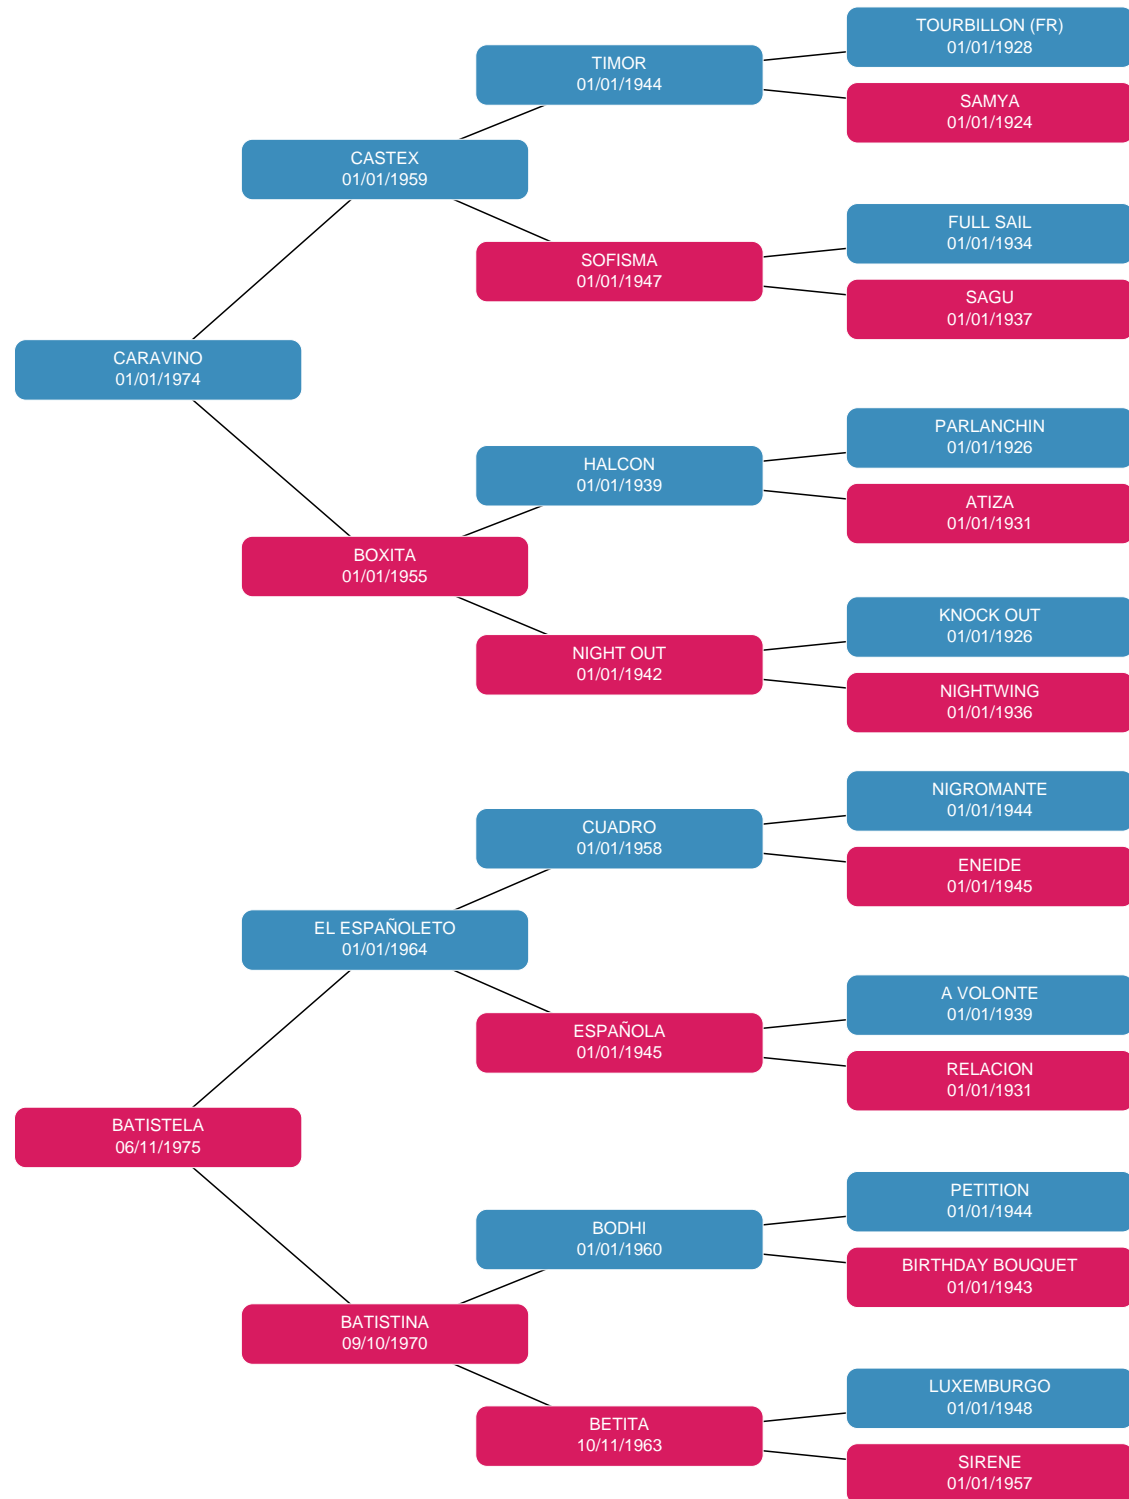 TOURBILLON (FR)
01/01/1928
TIMOR
01/01/1944
SAMYA
01/01/1924
CASTEX
01/01/1959
FULL SAIL
01/01/1934
SOFISMA
01/01/1947
SAGU
01/01/1937
CARAVINO
01/01/1974
PARLANCHIN
01/01/1926
HALCON
01/01/1939
ATIZA
01/01/1931
BOXITA
01/01/1955
KNOCK OUT
01/01/1926
NIGHT OUT
01/01/1942
NIGHTWING
01/01/1936
NIGROMANTE
01/01/1944
CUADRO
01/01/1958
ENEIDE
01/01/1945
EL ESPAÑOLETO
01/01/1964
A VOLONTE
01/01/1939
ESPAÑOLA
01/01/1945
RELACION
01/01/1931
BATISTELA
06/11/1975
PETITION
01/01/1944
BODHI
01/01/1960
BIRTHDAY BOUQUET
01/01/1943
BATISTINA
09/10/1970
LUXEMBURGO
01/01/1948
BETITA
10/11/1963
SIRENE
01/01/1957